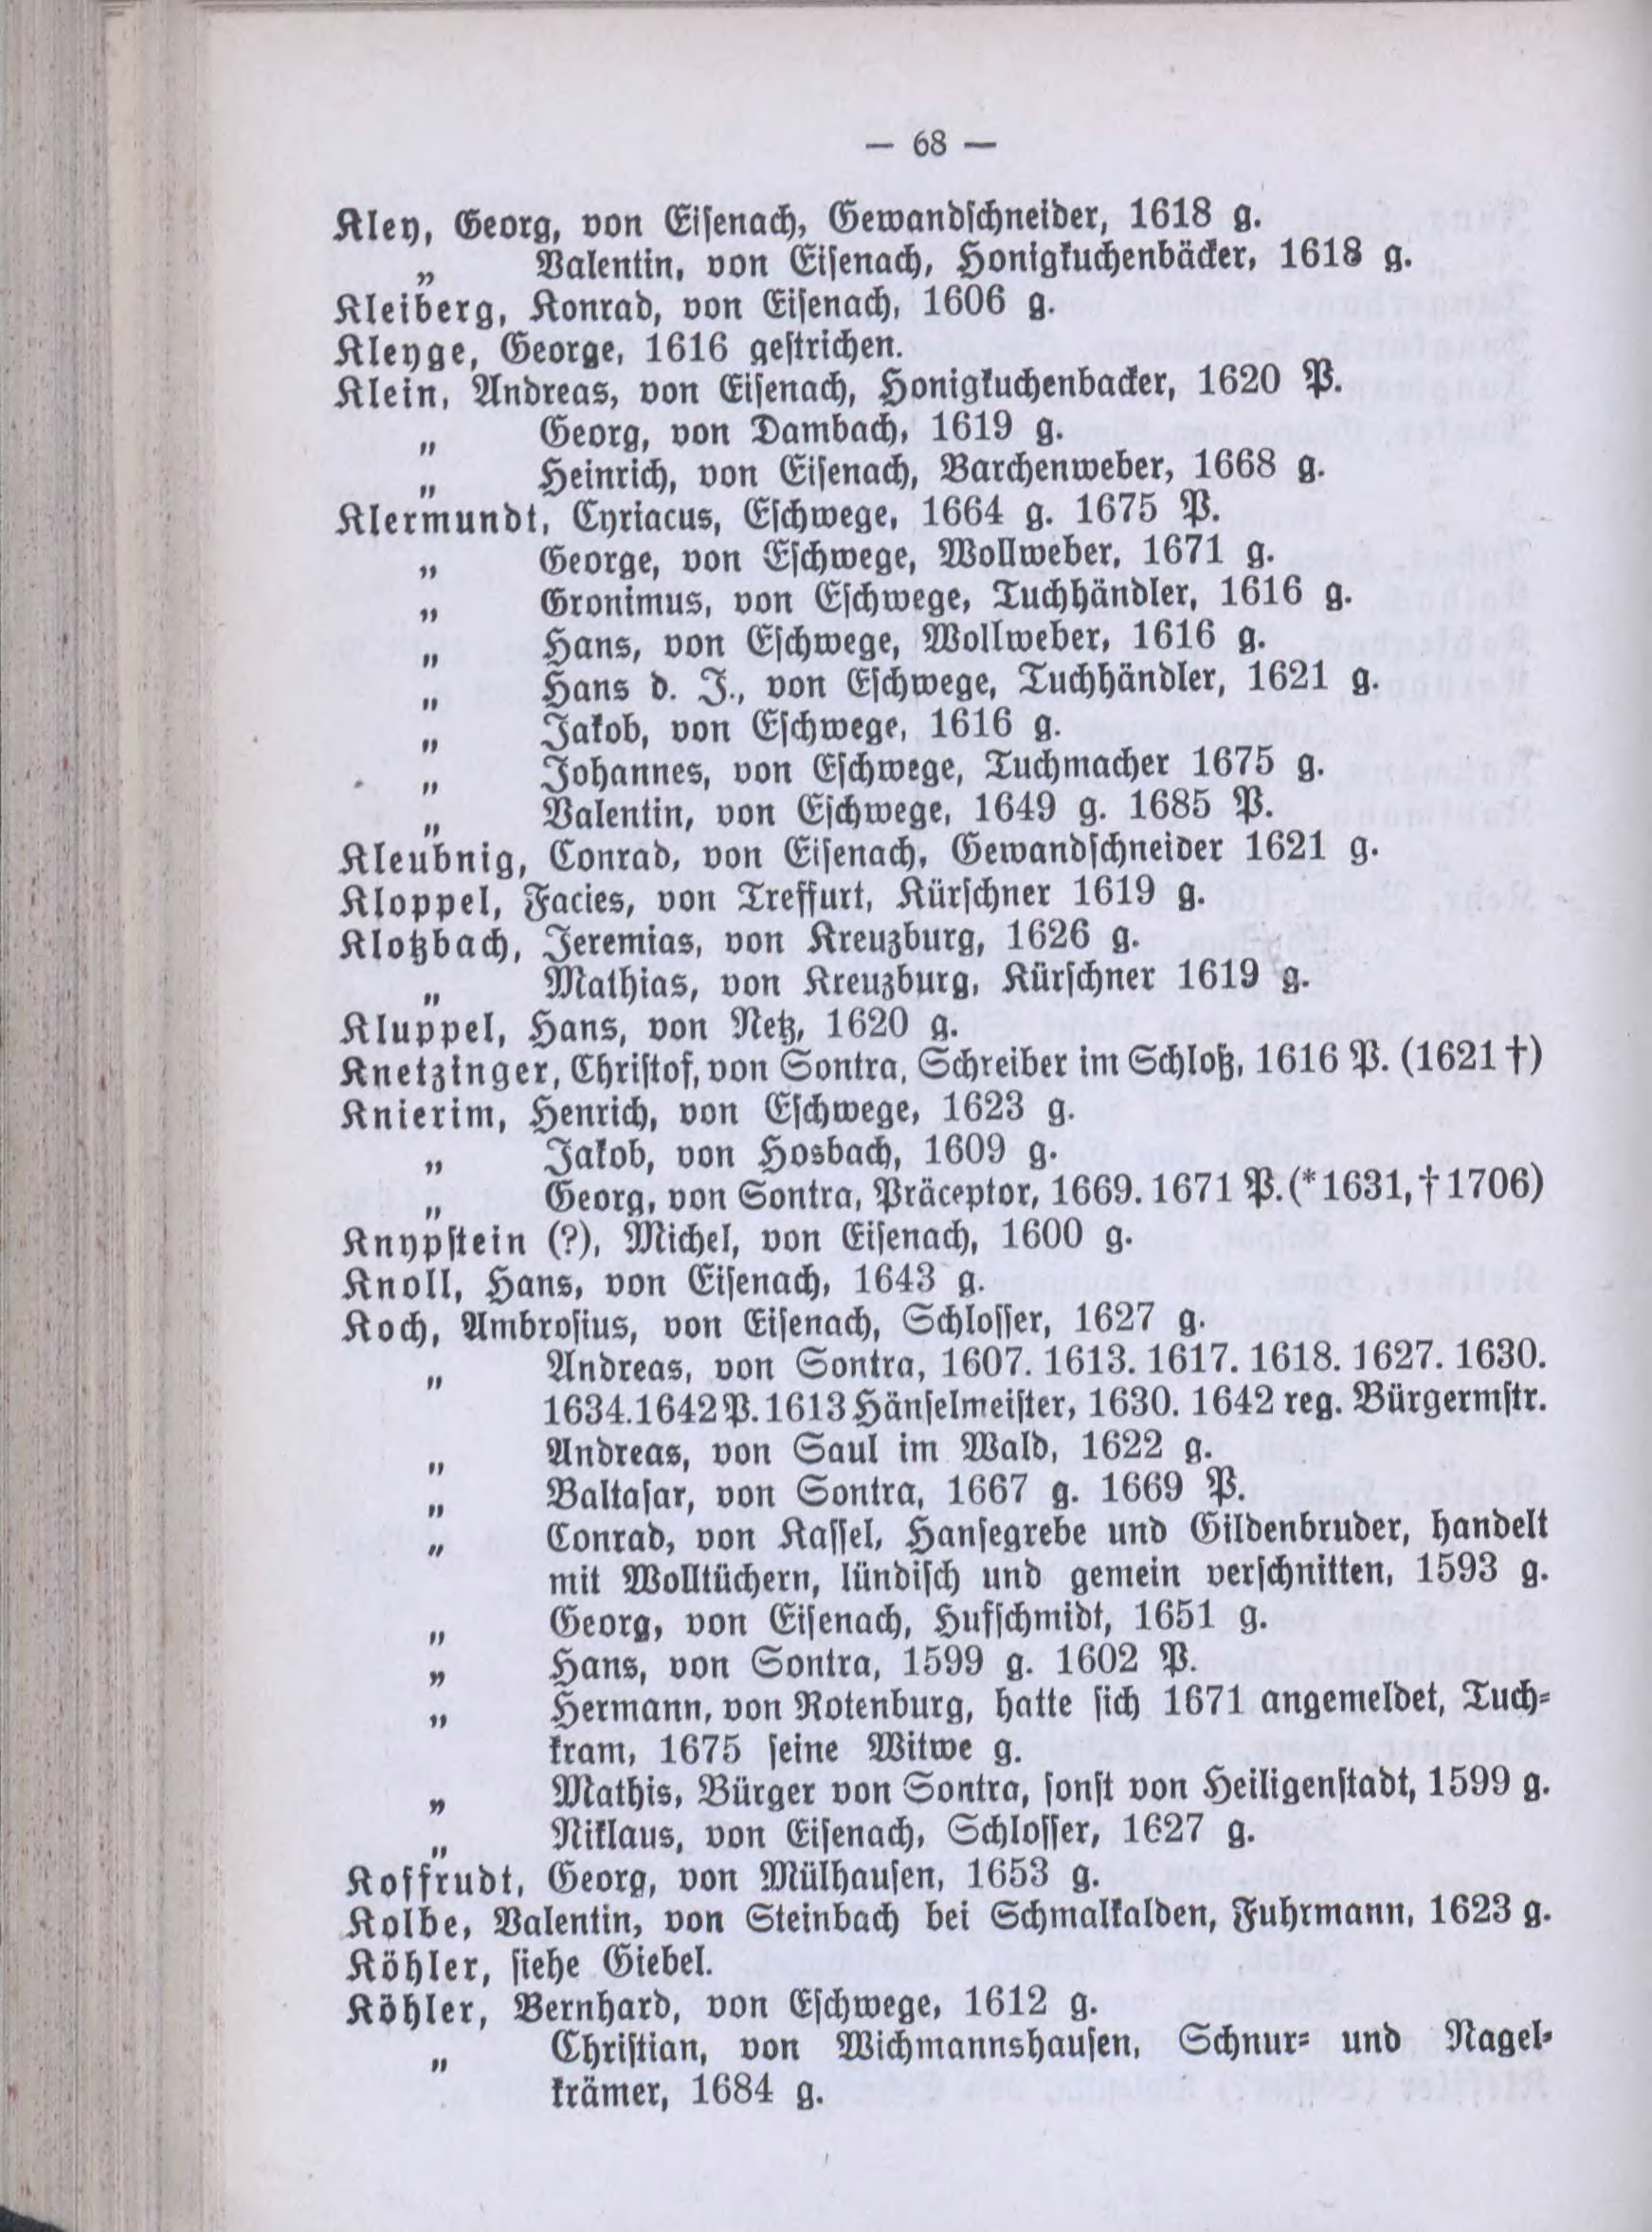 — 68 —
Kley, Georg, von Eisenach, Gewandschneider, 1618 g.
„ Valentin, von Eisenach, Honigkuchenbäcker, 1618 g.
Kleiberg, Konrad, von Eisenach, 1606 g.
Kleyge, George, 1616 gestrichen.
Klein, Andreas, von Eisenach, Honigkuchenbacker, 1620 P.
„ Georg, von Dambach, 1619 g.
„ Heinrich, von Eisenach, Barchenweber, 1668 g.
Klermundt, Cyriacus, Eschwege, 1664 g. 1675 P.
„ George, von Eschwege, Wollweber, 1671 g.
„ Gronimus, von Eschwege, Tuchhändler, 1616 g.
„ Hans, von Eschwege, Wollweber, 1616 g.
„ Hans d. J., von Eschwege, Tuchhändler, 1621 g.
„ Jakob, von Eschwege, 1616 g.
„ Johannes, von Eschwege, Tuchmacher 1675 g.
„ Valentin, von Eschwege, 1649 g. 1685 P.
Kleubnig, Conrad, von Eisenach, Gewandschneider 1621 g.
Kloppel, Facies, von Treffurt, Kürschner 1619 g.
Klotzbach, Jeremias, von Kreuzburg, 1626 g.
„ Mathias, von Kreuzburg, Kürschner 1619 g.
Kluppel, Hans, von Netz, 1620 g.
Knetzinger, Christof, von Sontra, Schreiber im Schloß, 1616 P. (1621 †)
Knierim, Henrich, von Eschwege, 1623 g.
„ Jakob, von Hosbach, 1609 g.
„ Georg, von Sontra, Präceptor, 1669. 1671 P. (* 1631, † 1706)
Knypstein (?), Michel, von Eisenach, 1600 g.
Knoll, Hans, von Eisenach, 1643 g.
Koch, Ambrosius, von Eisenach, Schlosser, 1627 g.
„ Andreas, von Sontra, 1607. 1613. 1617. 1618. 1627. 1630.
1634. 1642 P. 1613 Hänselmeister, 1630. 1642 reg. Bürgermstr.
„ Andreas, von Saul im Wald, 1622 g.
„ Baltasar, von Sontra, 1667 g. 1669 P.
„ Conrad, von Kassel, Hansegrebe und Gildenbruder, handelt
mit Wolltüchern, lündisch und gemein verschnitten, 1593 g.
„ Georg, von Eisenach, Hufschmidt, 1651 g.
„ Hans, von Sontra, 1599 g. 1602 P.
„ Hermann, von Rotenburg, hatte sich 1671 angemeldet, Tuch-
kram, 1675 seine Witwe g.
„ Mathis, Bürger von Sontra, sonst von Heiligenstadt, 1599 g.
„ Niklaus, von Eisenach, Schlosser, 1627 g.
Koffrudt, Georg, von Mülhausen, 1653 g.
Kolbe, Valentin, von Steinbach bei Schmalkalden, Fuhrmann, 1623 g.
Köhler, siehe Giebel.
Köhler, Bernhard, von Eschwege, 1612 g.
„ Christian, von Wichmannshausen, Schnur- und Nagel-
krämer, 1684 g.